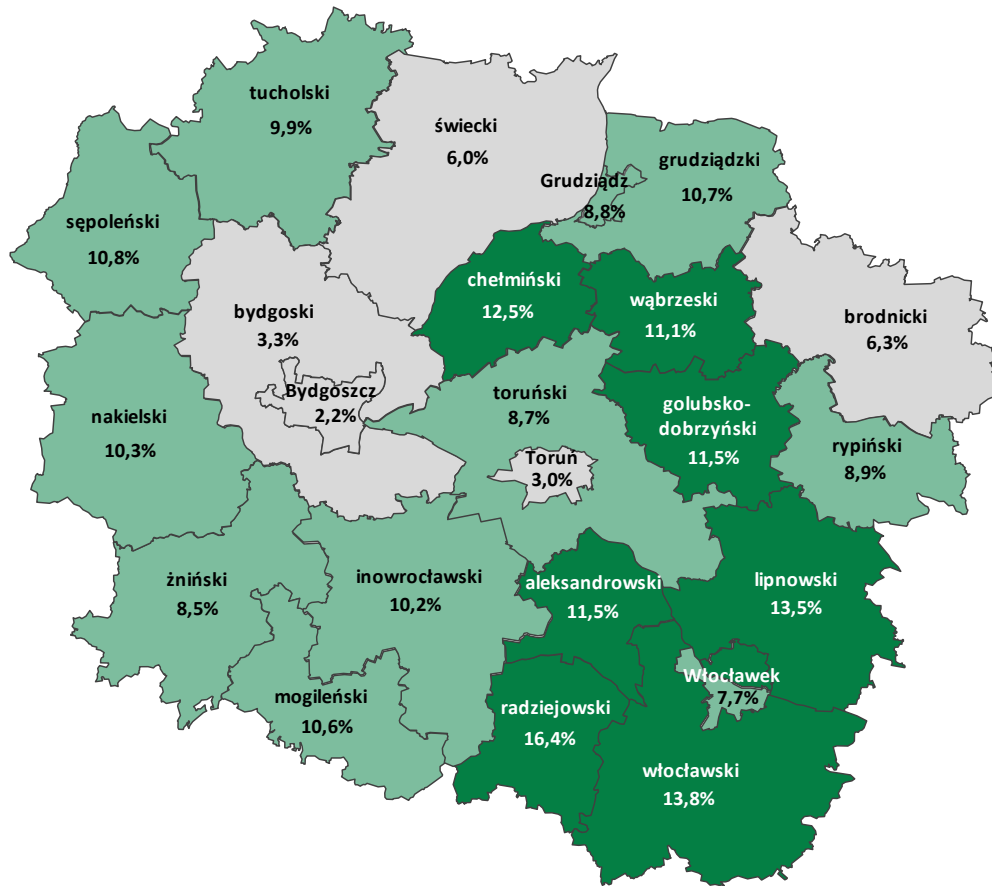 tucholski
9,9%
świecki
6,0%
grudziądzki
10,7%
Grudziądz
8,8%
sępoleński
10,8%
chełmiński
12,5%
wąbrzeski
11,1%
bydgoski
3,3%
brodnicki
6,3%
Bydgoszcz
2,2%
toruński
8,7%
golubsko-
dobrzyński
11,5%
nakielski
10,3%
rypiński
8,9%
Toruń
3,0%
żniński
8,5%
inowrocławski
10,2%
aleksandrowski
11,5%
lipnowski
13,5%
Włocławek
7,7%
mogileński
10,6%
radziejowski
16,4%
włocławski
13,8%